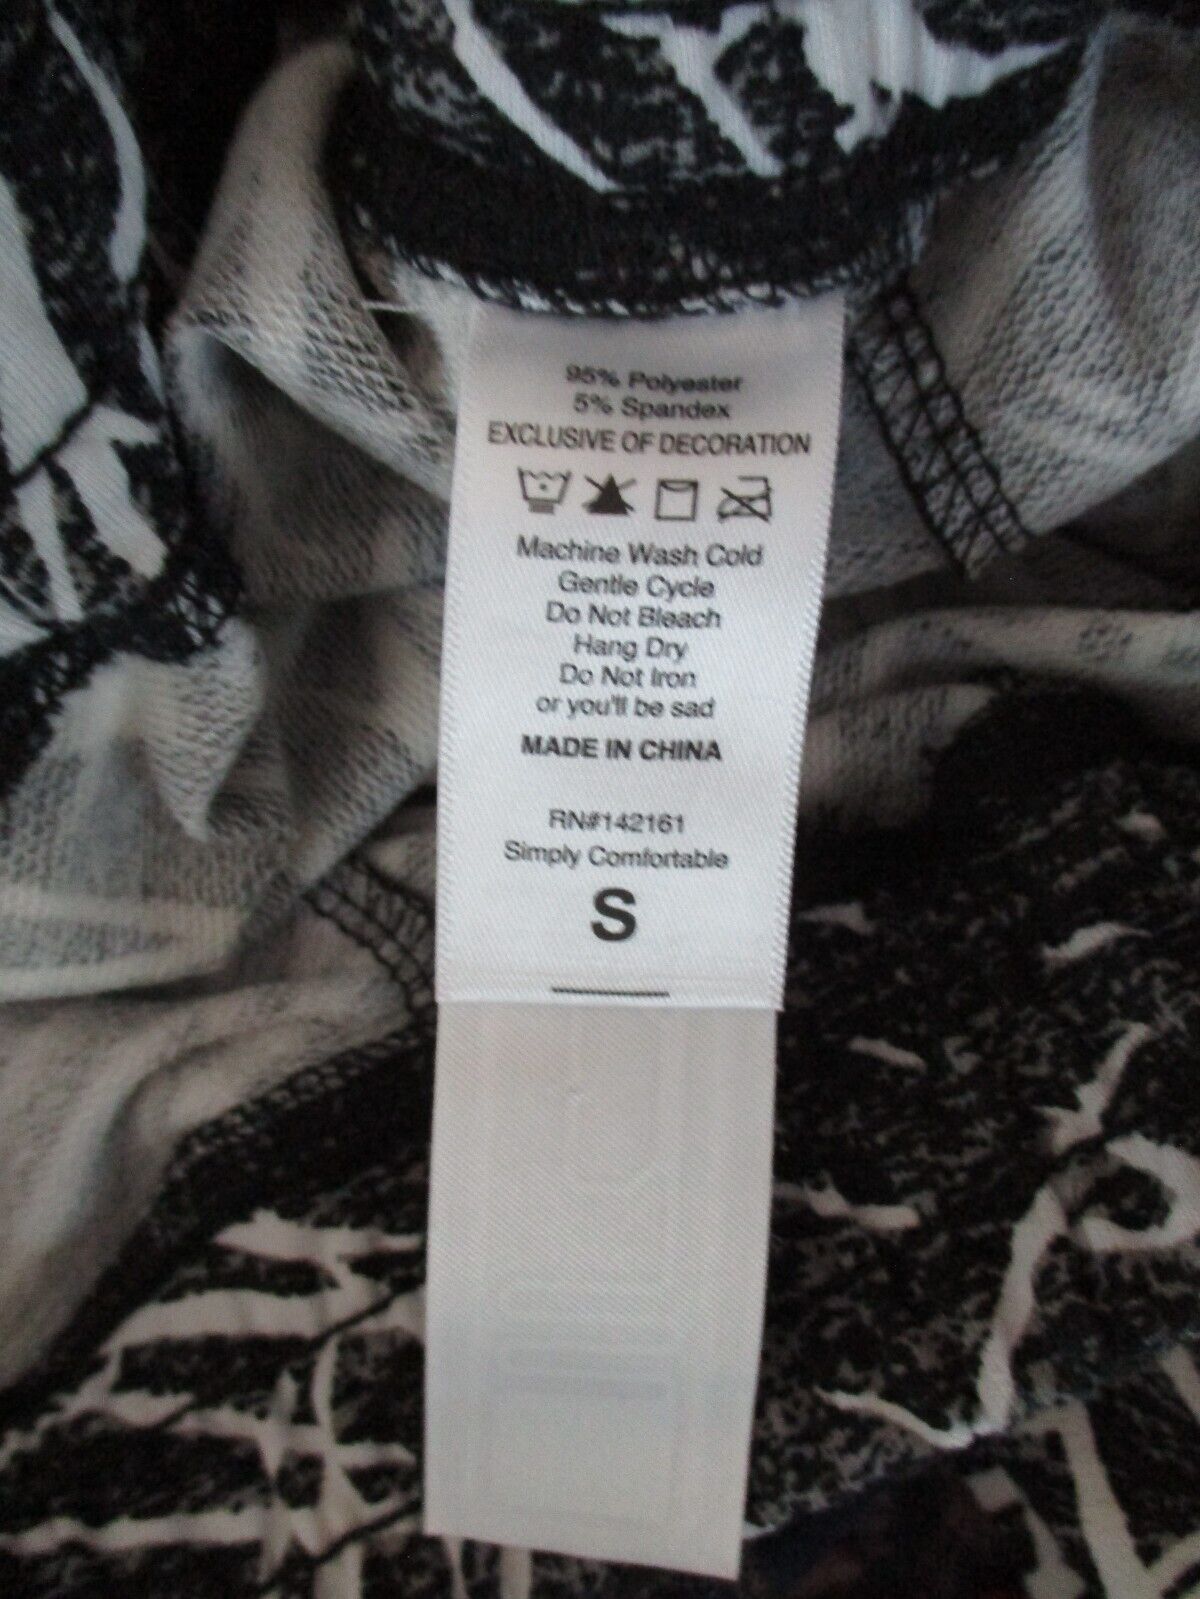 95% Polyester
5% Spandex
EXCLUSIVE OF DECORATION
Machine Wash Cold
Gentle Cycle
Do Not Bleach
Hang Dry
Do Not Iron
or you'll be sad
MADE IN CHINA
RN#142161
Simply Comfortable
S